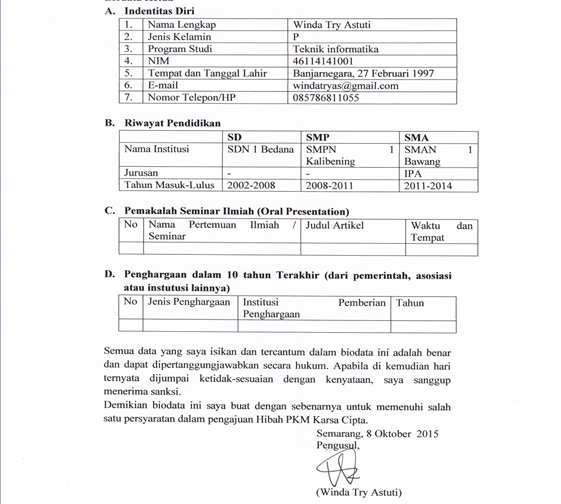 A. Indentitas Diri
1. Nama Lengkap Winda Try Astuti
2. Jenis Kelamin P
3. Program Studi Teknik informatika
4. NIM 46114141001
5. Tempat dan Tanggal Lahir Banjarnegara, 27 Februari 1997
6. E-mail windatryas@gmail.com
7. Nomor Telepon/HP 085786811055
B. Riwayat Pendidikan
SD SMP SMA
Nama Institusi SDN 1 Bedana SMPN 1 SMAN 1
Kalibening Bawang
Jurusan - - IPA
Tahun Masuk-Lulus 2002-2008 2008-2011 2011-2014
C. Pemakalah Seminar Ilmiah (Oral Presentation)
No Nama Pertemuan Ilmiah / Judul Artikel Waktu dan
Seminar Tempat
D. Penghargaan dalam 10 tahun Terakhir (dari pemerintah, asosiasi
atau instutusi lainnya)
No Jenis Penghargaan Institusi Pemberian Tahun
Penghargaan
Semua data yang saya isikan dan tercantum dalam biodata ini adalah benar
dan dapat dipertanggungjawabkan secara hukum. Apabila di kemudian hari
ternyata dijumpai ketidak-sesuaian dengan kenyataan, saya sanggup
menerima sanksi.
Demikian biodata ini saya buat dengan sebenarnya untuk memenuhi salah
satu persyaratan dalam pengajuan Hibah PKM Karsa Cipta.
Semarang, 8 Oktober 2015
Pengusul,
(Winda Try Astuti)